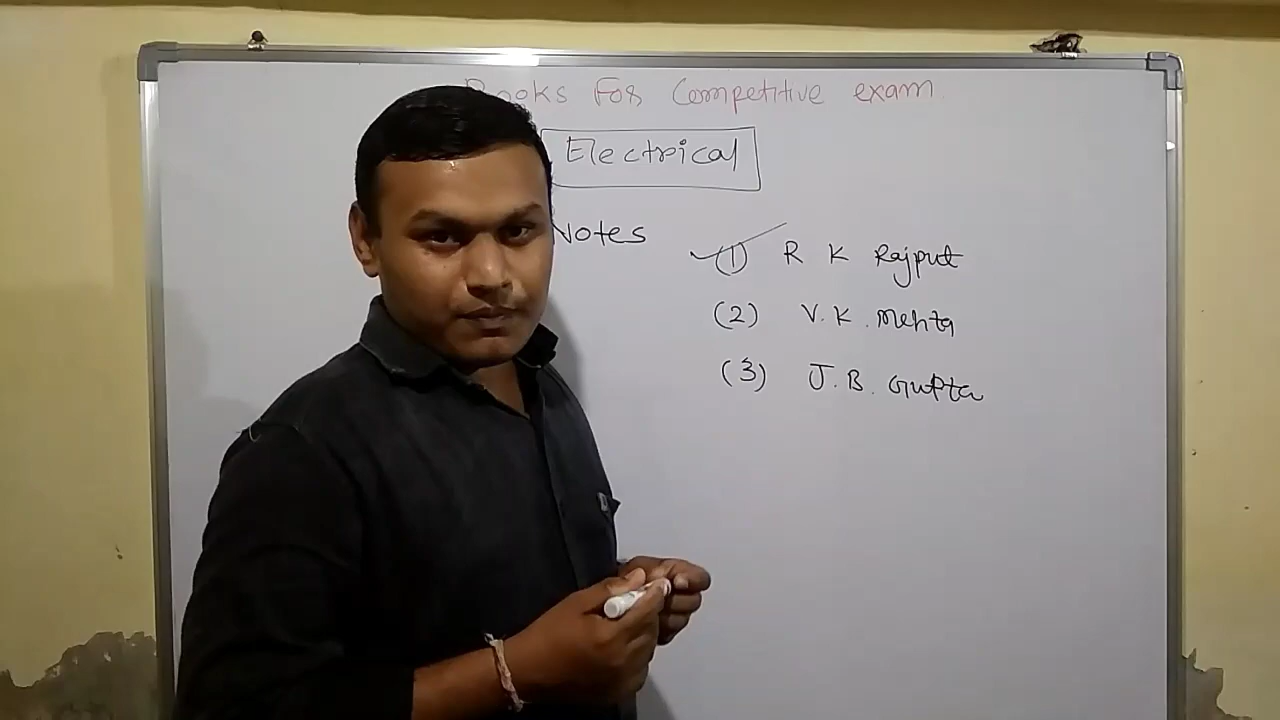 Books For Competitive exam
Electrical
Notes
(1) R K Rajput
(2) V.K. Mehta
(3) J.B. Gupta